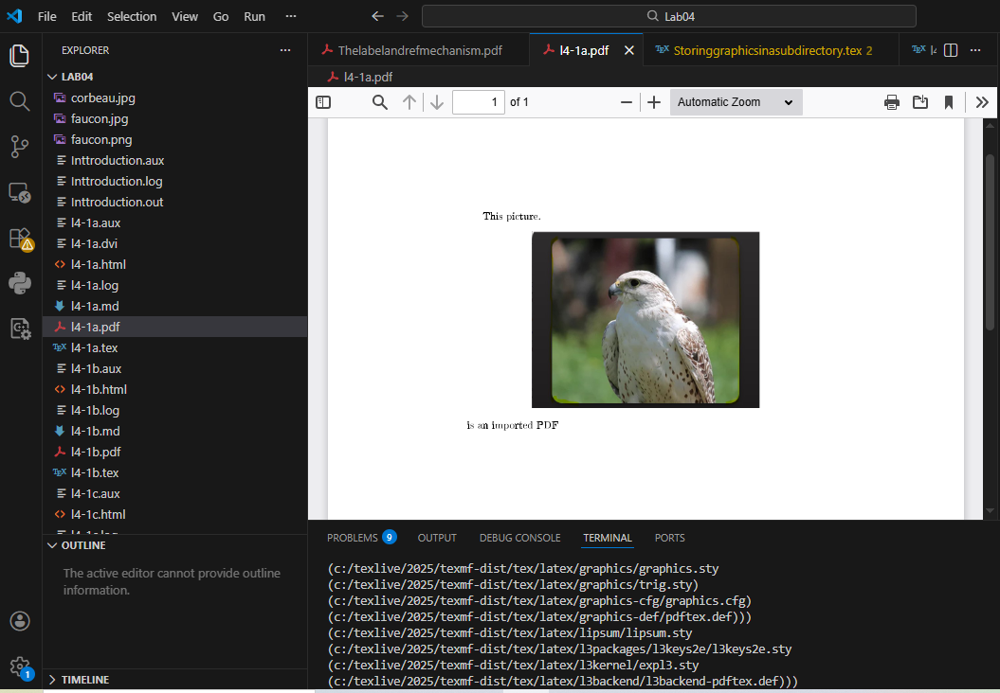 File Edit Selection View Go Run ··· Lab04
EXPLORER ···
LAB04
corbeau.jpg
faucon.jpg
faucon.png
Inttroduction.aux
Inttroduction.log
Inttroduction.out
l4-1a.aux
l4-1a.dvi
l4-1a.html
l4-1a.log
l4-1a.md
l4-1a.pdf
l4-1a.tex
l4-1b.aux
l4-1b.html
l4-1b.log
l4-1b.md
l4-1b.pdf
l4-1b.tex
l4-1c.aux
l4-1c.html
OUTLINE
The active editor cannot provide outline
information.
TIMELINE
1
Thelabelandrefmechanism.pdf l4-1a.pdf TEX Storinggraphicsinasubdirectory.tex 2 TEX
l4-1a.pdf
1 of 1 Automatic Zoom
This picture.
is an imported PDF
PROBLEMS 9 OUTPUT DEBUG CONSOLE TERMINAL PORTS
(c:/texlive/2025/texmf-dist/tex/latex/graphics/graphics.sty
(c:/texlive/2025/texmf-dist/tex/latex/graphics/trig.sty)
(c:/texlive/2025/texmf-dist/tex/latex/graphics-cfg/graphics.cfg)
(c:/texlive/2025/texmf-dist/tex/latex/graphics-def/pdftex.def)))
(c:/texlive/2025/texmf-dist/tex/latex/lipsum/lipsum.sty
(c:/texlive/2025/texmf-dist/tex/latex/l3packages/l3keys2e/l3keys2e.sty
(c:/texlive/2025/texmf-dist/tex/latex/l3kernel/expl3.sty
(c:/texlive/2025/texmf-dist/tex/latex/l3backend/l3backend-pdftex.def)))